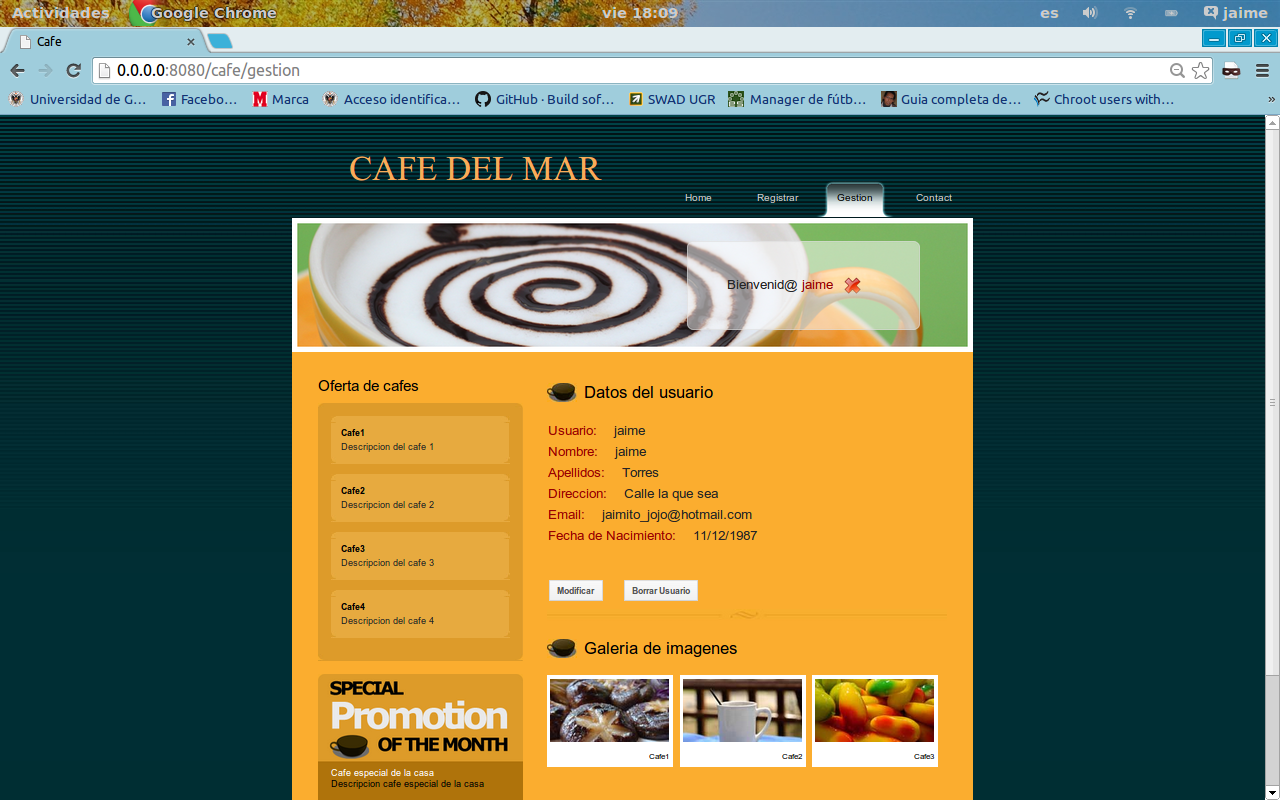 Actividades Google Chrome vie 18:09 es jaime
Cafe
0.0.0.0:8080/cafe/gestion
Universidad de G… Facebo… Marca Acceso identifica… GitHub · Build sof… SWAD UGR Manager de fútb… Guia completa de… Chroot users with… »
CAFE DEL MAR
Home Registrar Gestion Contact
Bienvenid@ jaime
Oferta de cafes
Cafe1
Descripcion del cafe 1
Cafe2
Descripcion del cafe 2
Cafe3
Descripcion del cafe 3
Cafe4
Descripcion del cafe 4
SPECIAL
Promotion
OF THE MONTH
Cafe especial de la casa
Descripcion cafe especial de la casa
Datos del usuario
Usuario: jaime
Nombre: jaime
Apellidos: Torres
Direccion: Calle la que sea
Email: jaimito_jojo@hotmail.com
Fecha de Nacimiento: 11/12/1987
Modificar Borrar Usuario
Galeria de imagenes
Cafe1 Cafe2 Cafe3